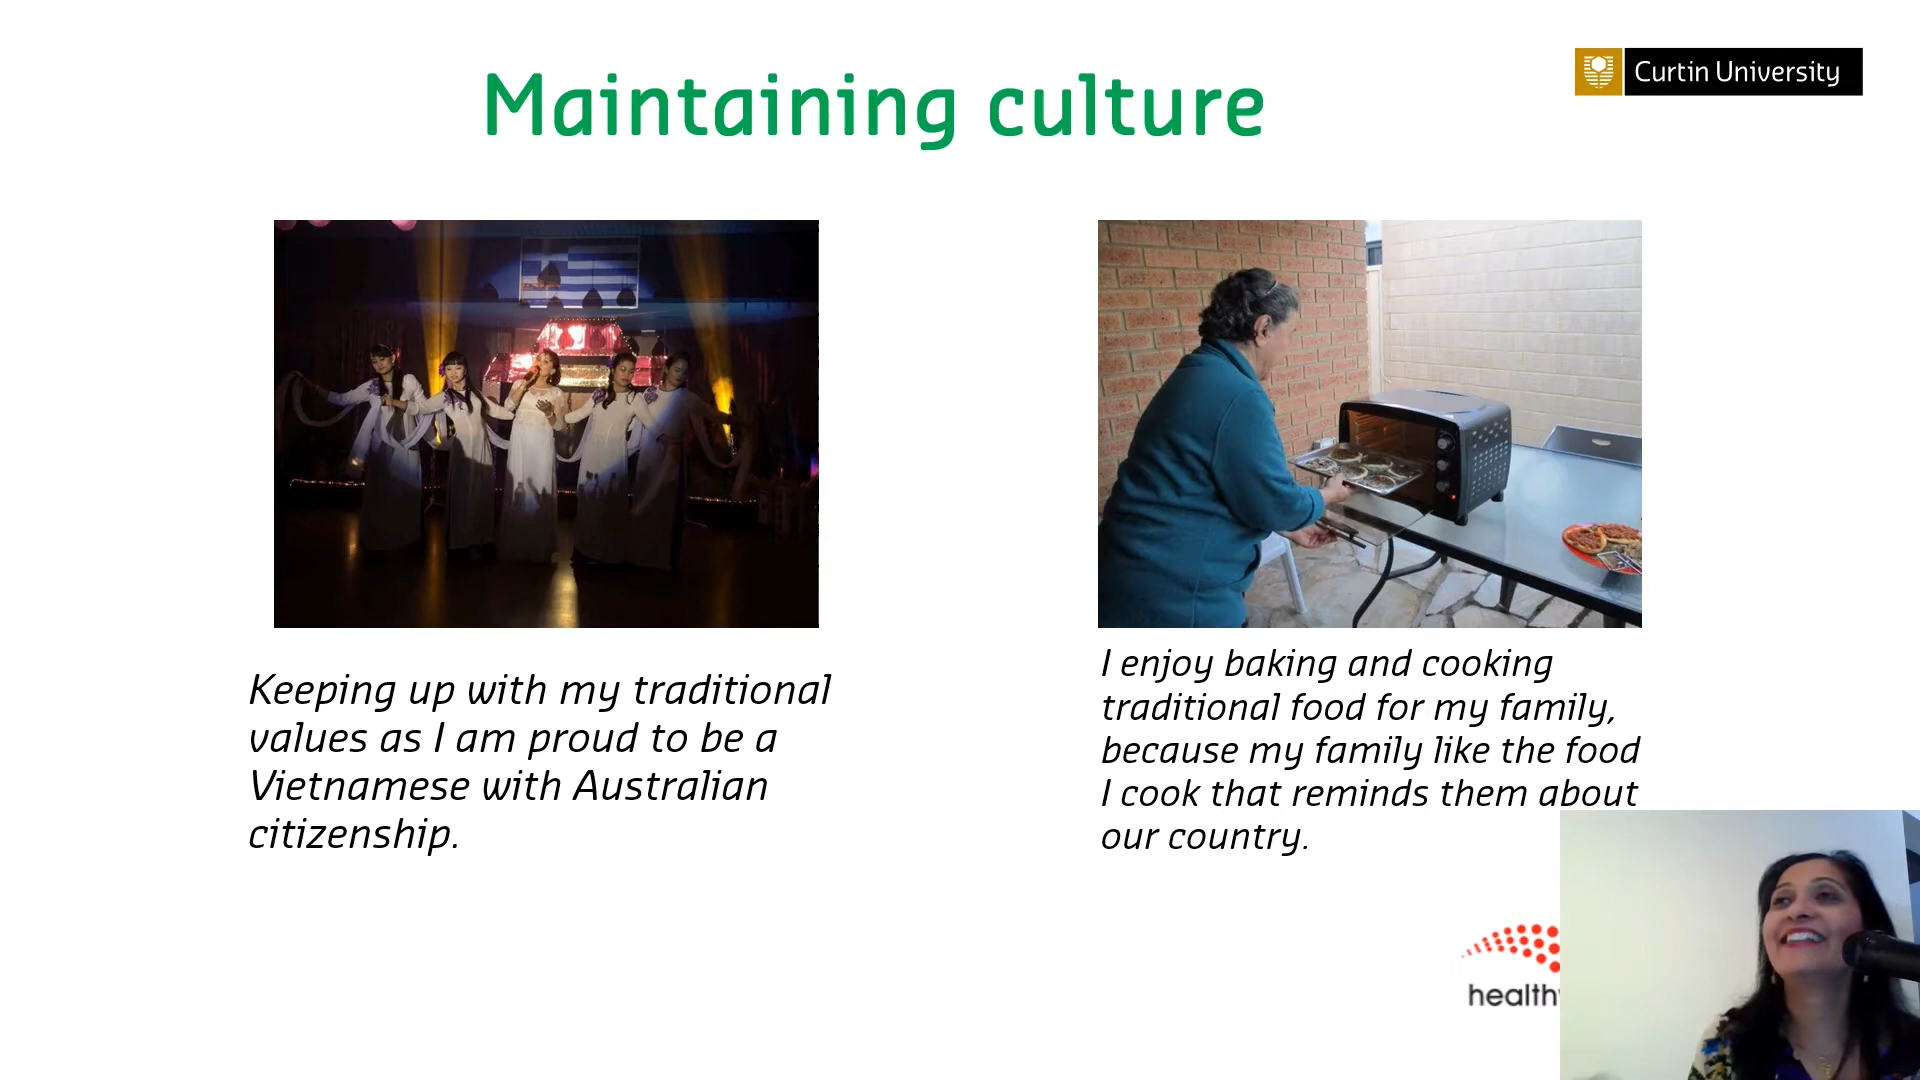 Maintaining culture
Curtin University
Keeping up with my traditional
values as I am proud to be a
Vietnamese with Australian
citizenship.
I enjoy baking and cooking
traditional food for my family,
because my family like the food
I cook that reminds them about
our country.
health